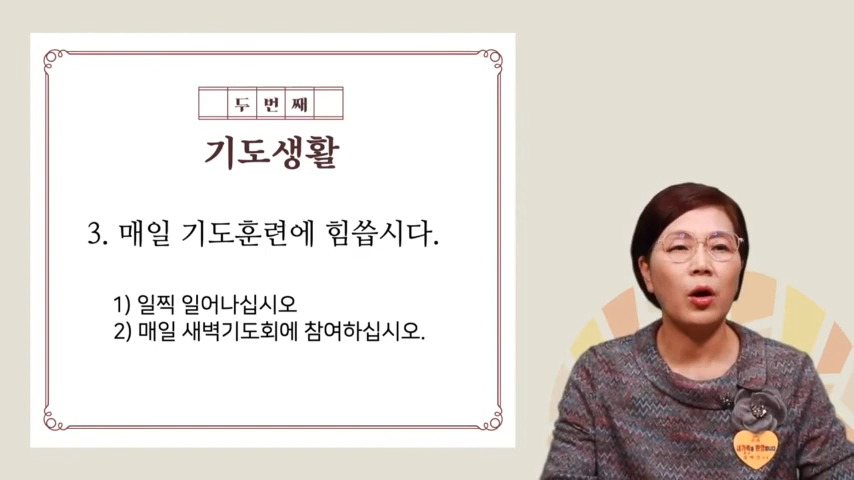 두 번 째
기도생활
3. 매일 기도훈련에 힘씁시다.
1) 일찍 일어나십시오
2) 매일 새벽기도회에 참여하십시오.